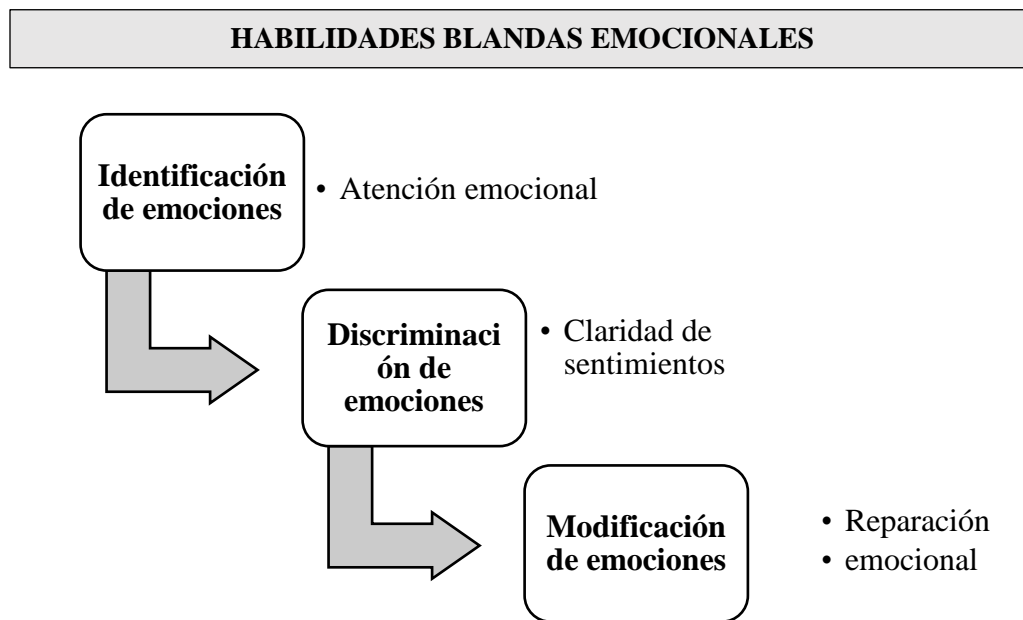 HABILIDADES BLANDAS EMOCIONALES
Identificación
de emociones
• Atención emocional
Discriminaci
ón de
emociones
• Claridad de
sentimientos
Modificación
de emociones
• Reparación
• emocional